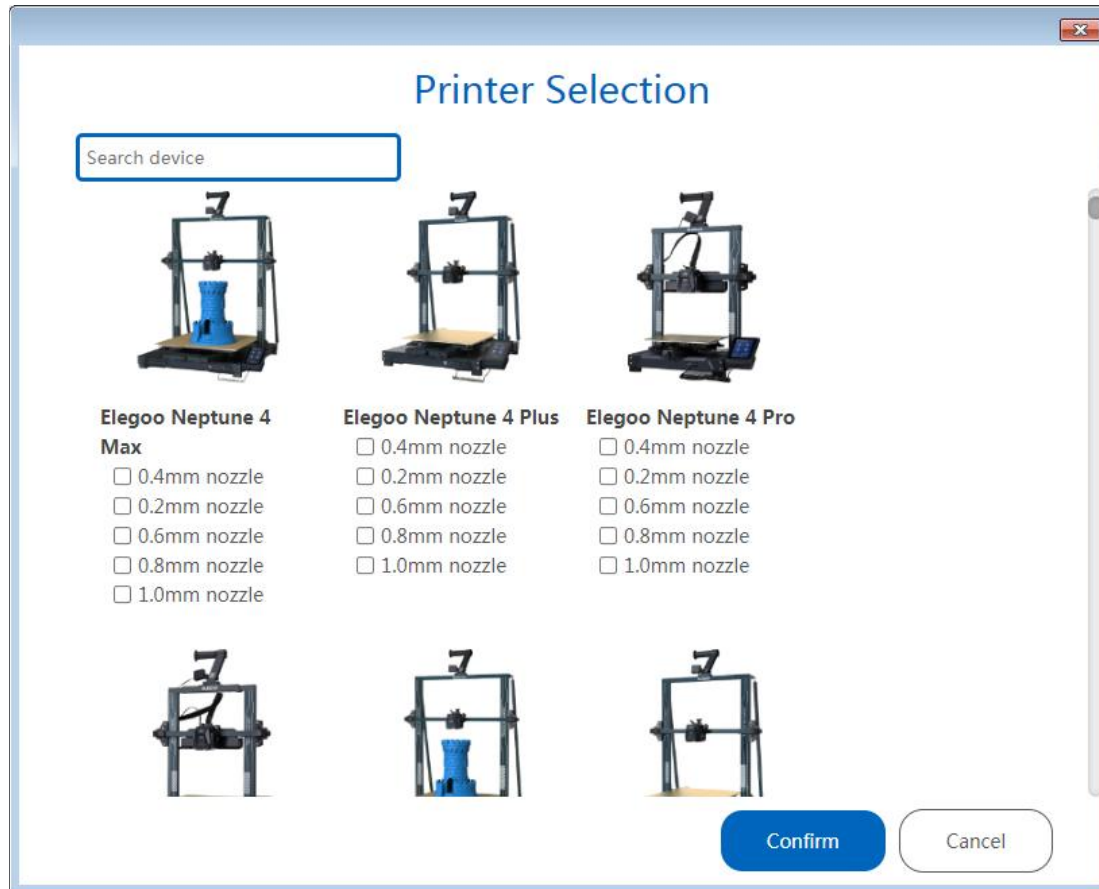 Printer Selection
Search device
Elegoo Neptune 4
Max
0.4mm nozzle
0.2mm nozzle
0.6mm nozzle
0.8mm nozzle
1.0mm nozzle
Elegoo Neptune 4 Plus
0.4mm nozzle
0.2mm nozzle
0.6mm nozzle
0.8mm nozzle
1.0mm nozzle
Elegoo Neptune 4 Pro
0.4mm nozzle
0.2mm nozzle
0.6mm nozzle
0.8mm nozzle
1.0mm nozzle
Confirm
Cancel